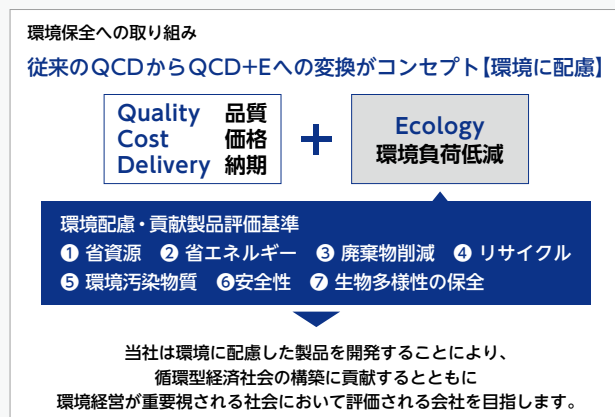 環境保全への取り組み
従来のQCDからQCD+Eへの変換がコンセプト【環境に配慮】
Quality 品質
Cost 価格
Delivery 納期
+
Ecology
環境負荷低減
環境配慮・貢献製品評価基準
❶ 省資源 ❷ 省エネルギー ❸ 廃棄物削減 ❹ リサイクル
❺ 環境汚染物質 ❻安全性 ❼ 生物多様性の保全
当社は環境に配慮した製品を開発することにより、
循環型経済社会の構築に貢献するとともに
環境経営が重要視される社会において評価される会社を目指します。